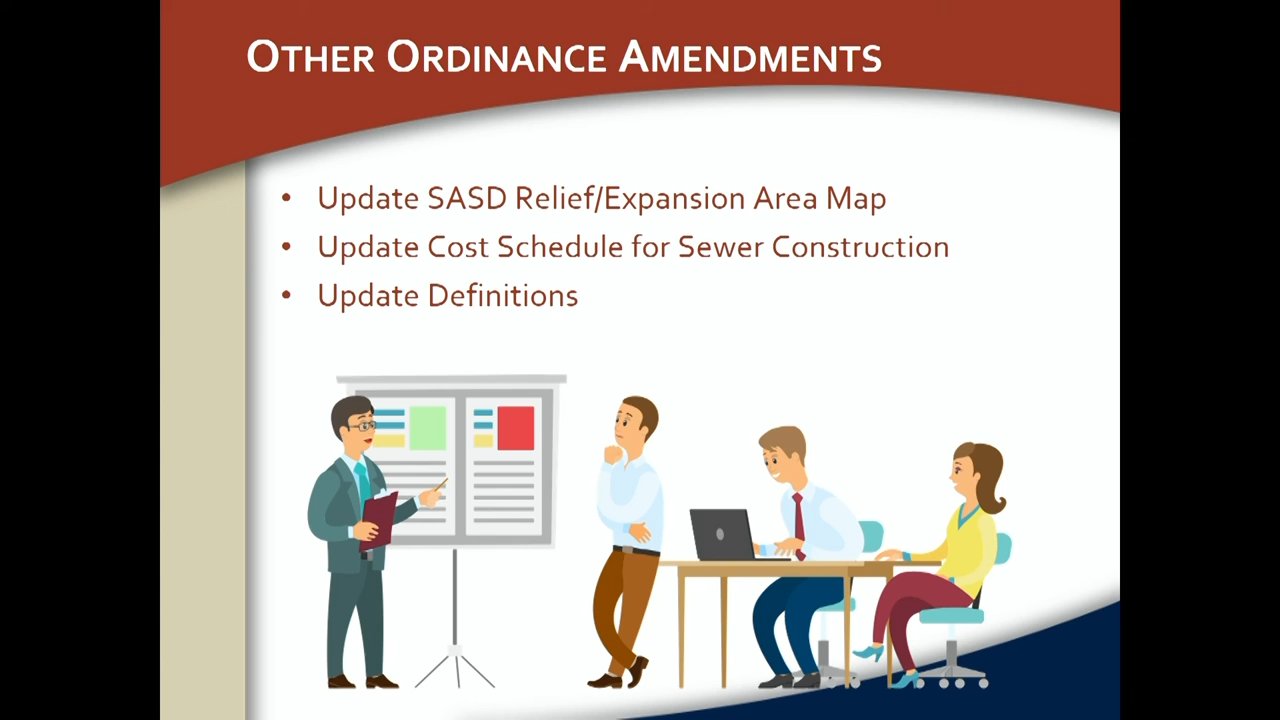 OTHER ORDINANCE AMENDMENTS
• Update SASD Relief/Expansion Area Map
• Update Cost Schedule for Sewer Construction
• Update Definitions